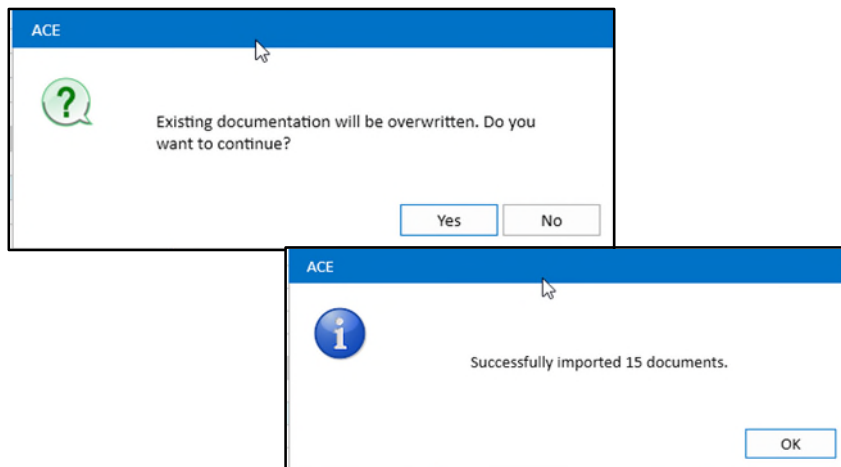 ACE
?
Existing documentation will be overwritten. Do you
want to continue?
Yes No
ACE
i
Successfully imported 15 documents.
OK